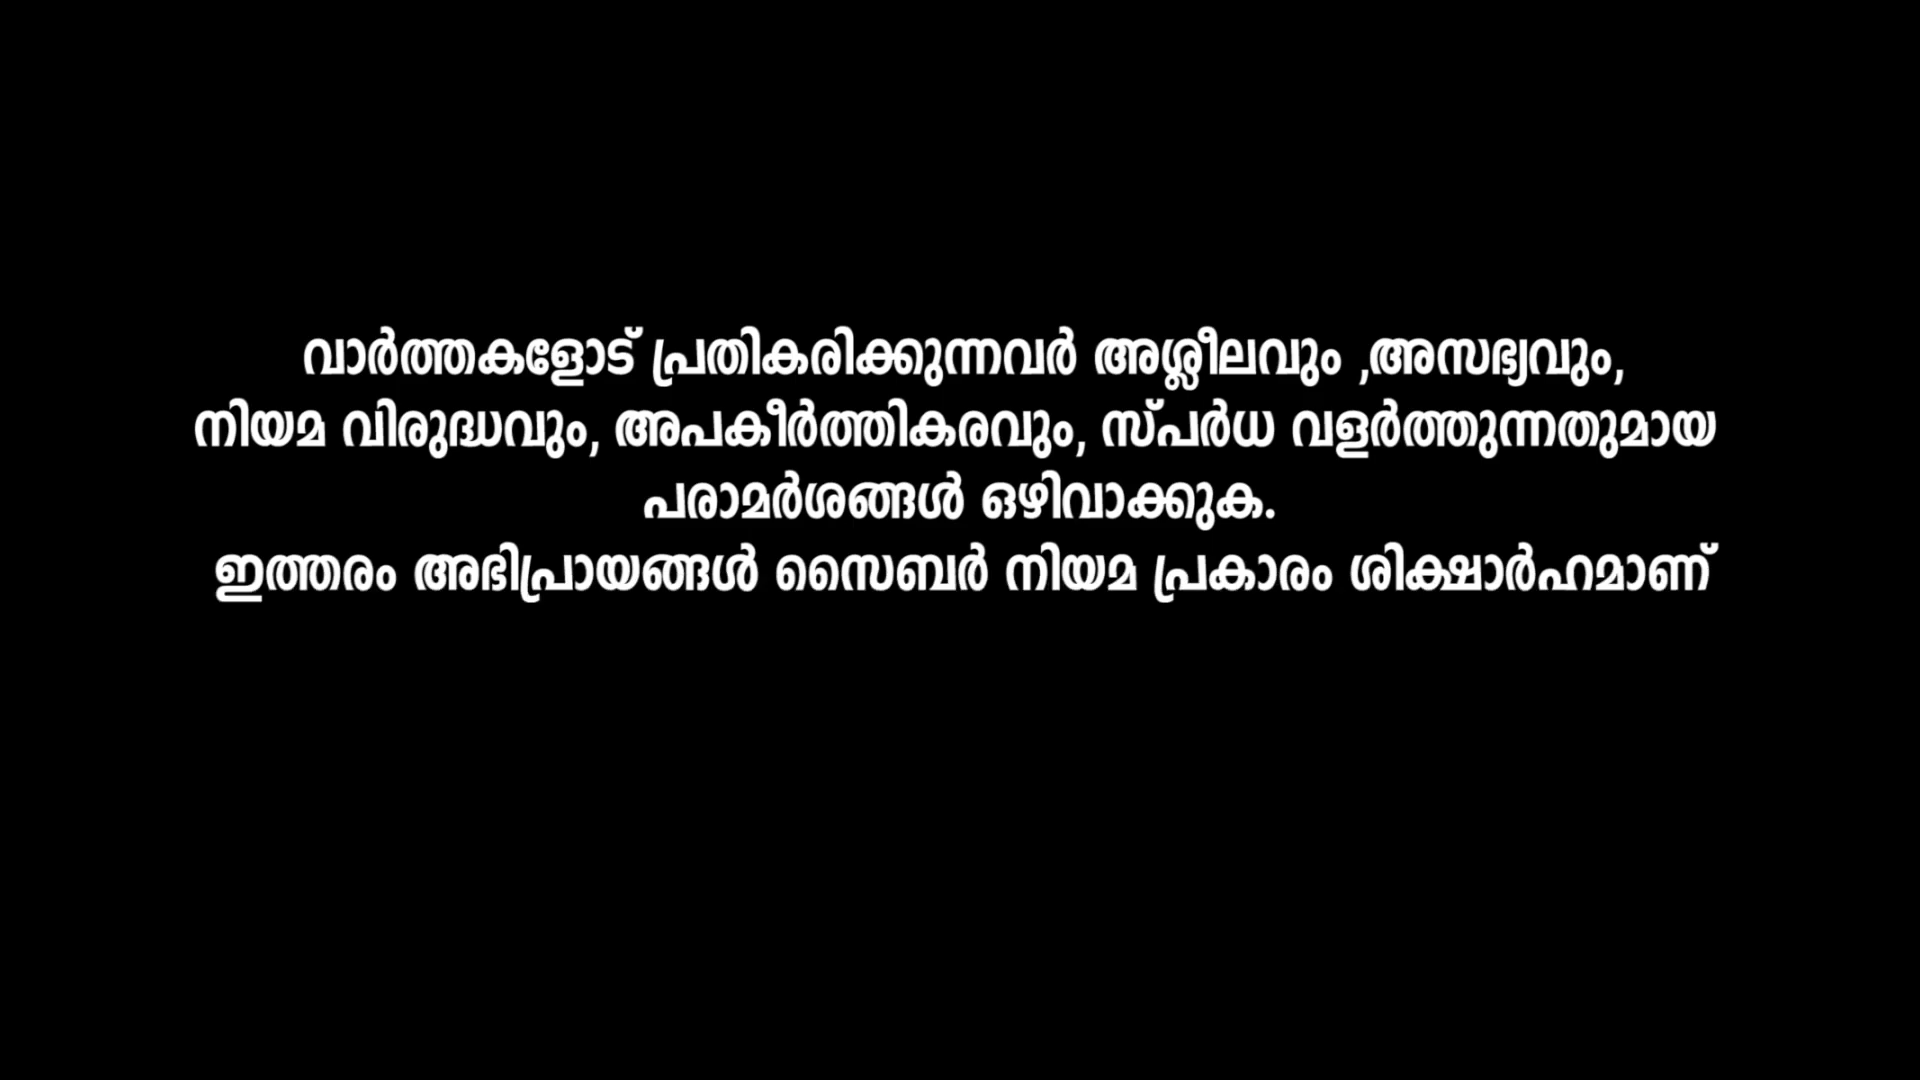 വാർത്തകളോട് പ്രതികരിക്കുന്നവർ അശ്ലീലവും ,അസഭ്യവും,
നിയമ വിരുദ്ധവും, അപകീർത്തികരവും, സ്പർധ വളർത്തുന്നതുമായ
പരാമർശങ്ങൾ ഒഴിവാക്കുക.
ഇത്തരം അഭിപ്രായങ്ങൾ സൈബർ നിയമ പ്രകാരം ശിക്ഷാർഹമാണ്